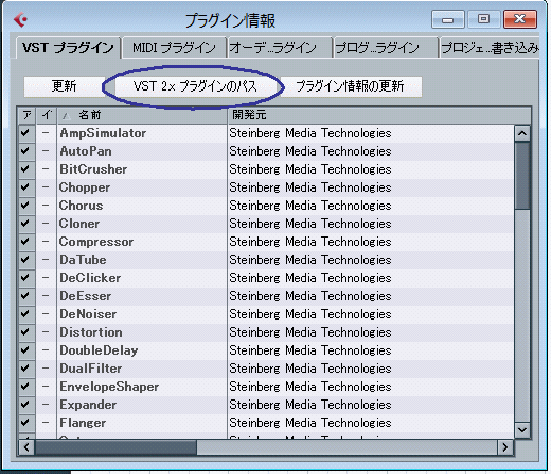 プラグイン情報
VST プラグイン MIDI プラグイン オーデ...ラグイン プログ...ラグイン プロジェ...書き込み
更新 VST 2.x プラグインのパス プラグイン情報の更新
ア イ 名前 開発元
AmpSimulator Steinberg Media Technologies
AutoPan Steinberg Media Technologies
BitCrusher Steinberg Media Technologies
Chopper Steinberg Media Technologies
Chorus Steinberg Media Technologies
Cloner Steinberg Media Technologies
Compressor Steinberg Media Technologies
DaTube Steinberg Media Technologies
DeClicker Steinberg Media Technologies
DeEsser Steinberg Media Technologies
DeNoiser Steinberg Media Technologies
Distortion Steinberg Media Technologies
DoubleDelay Steinberg Media Technologies
DualFilter Steinberg Media Technologies
EnvelopeShaper Steinberg Media Technologies
Expander Steinberg Media Technologies
Flanger Steinberg Media Technologies